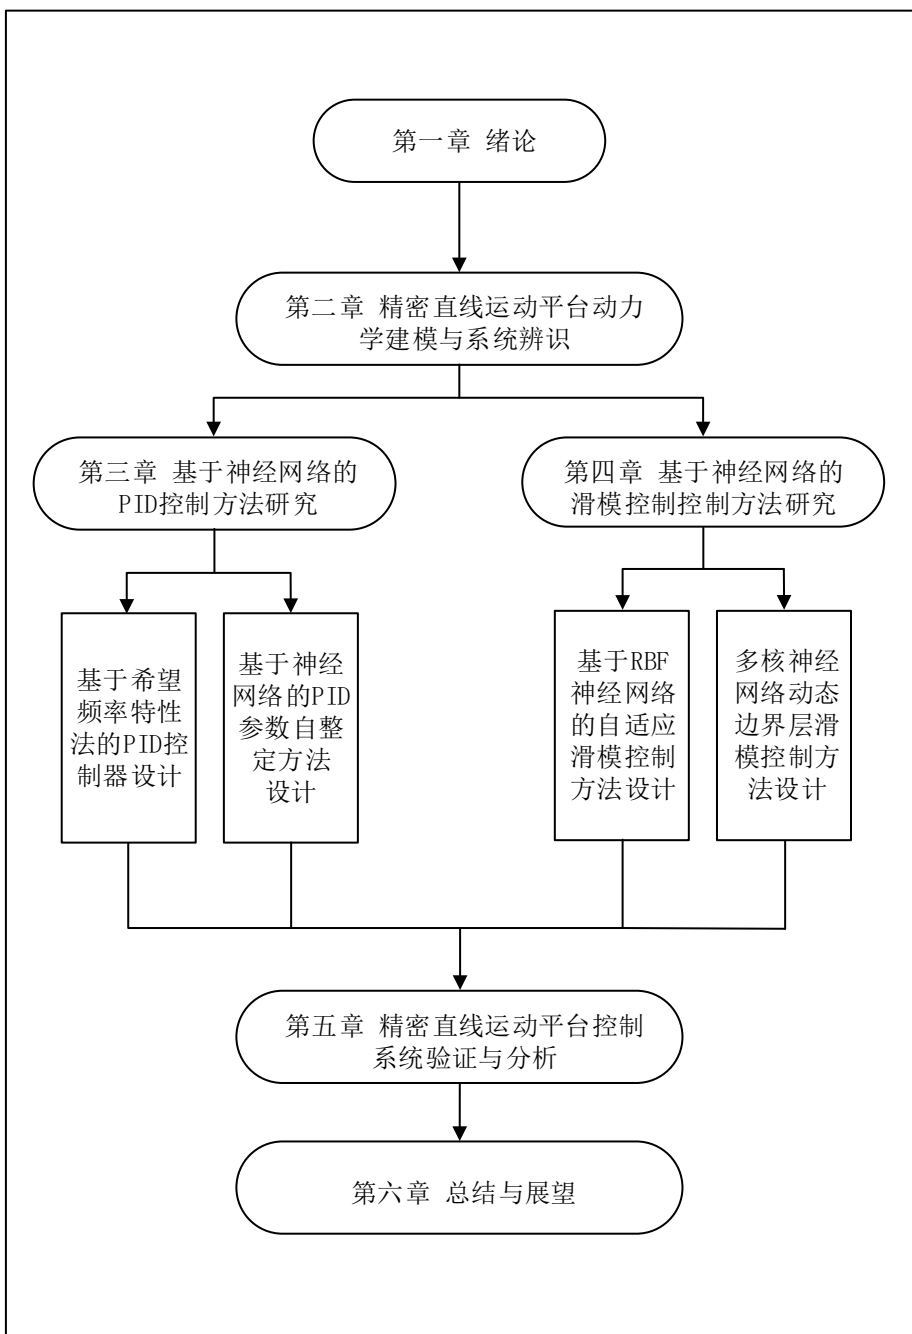 第一章 绪论
第二章 精密直线运动平台动力
学建模与系统辨识
第三章 基于神经网络的
PID控制方法研究
第四章 基于神经网络的
滑模控制控制方法研究
基于希望
频率特性
法的PID控
制器设计
基于神经
网络的PID
参数自整
定方法
设计
基于RBF
神经网络
的自适应
滑模控制
方法设计
多核神经
网络动态
边界层滑
模控制方
法设计
第五章 精密直线运动平台控制
系统验证与分析
第六章 总结与展望